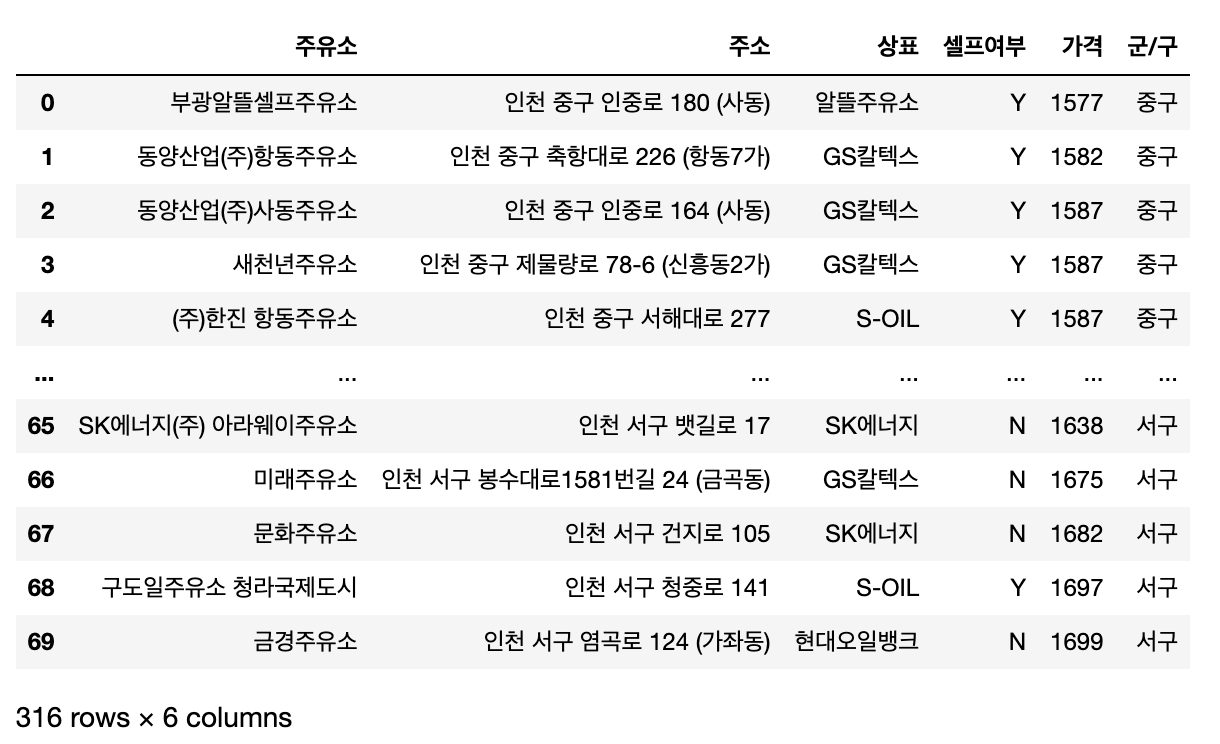 주유소 주소 상표 셀프여부 가격 군/구
0 부광알뜰셀프주유소 인천 중구 인중로 180 (사동) 알뜰주유소 Y 1577 중구
1 동양산업(주)항동주유소 인천 중구 축항대로 226 (항동7가) GS칼텍스 Y 1582 중구
2 동양산업(주)사동주유소 인천 중구 인중로 164 (사동) GS칼텍스 Y 1587 중구
3 새천년주유소 인천 중구 제물량로 78-6 (신흥동2가) GS칼텍스 Y 1587 중구
4 (주)한진 항동주유소 인천 중구 서해대로 277 S-OIL Y 1587 중구
... ... ... ... ... ... ...
65 SK에너지(주) 아라웨이주유소 인천 서구 뱃길로 17 SK에너지 N 1638 서구
66 미래주유소 인천 서구 봉수대로1581번길 24 (금곡동) GS칼텍스 N 1675 서구
67 문화주유소 인천 서구 건지로 105 SK에너지 N 1682 서구
68 구도일주유소 청라국제도시 인천 서구 청중로 141 S-OIL Y 1697 서구
69 금경주유소 인천 서구 염곡로 124 (가좌동) 현대오일뱅크 N 1699 서구
316 rows × 6 columns